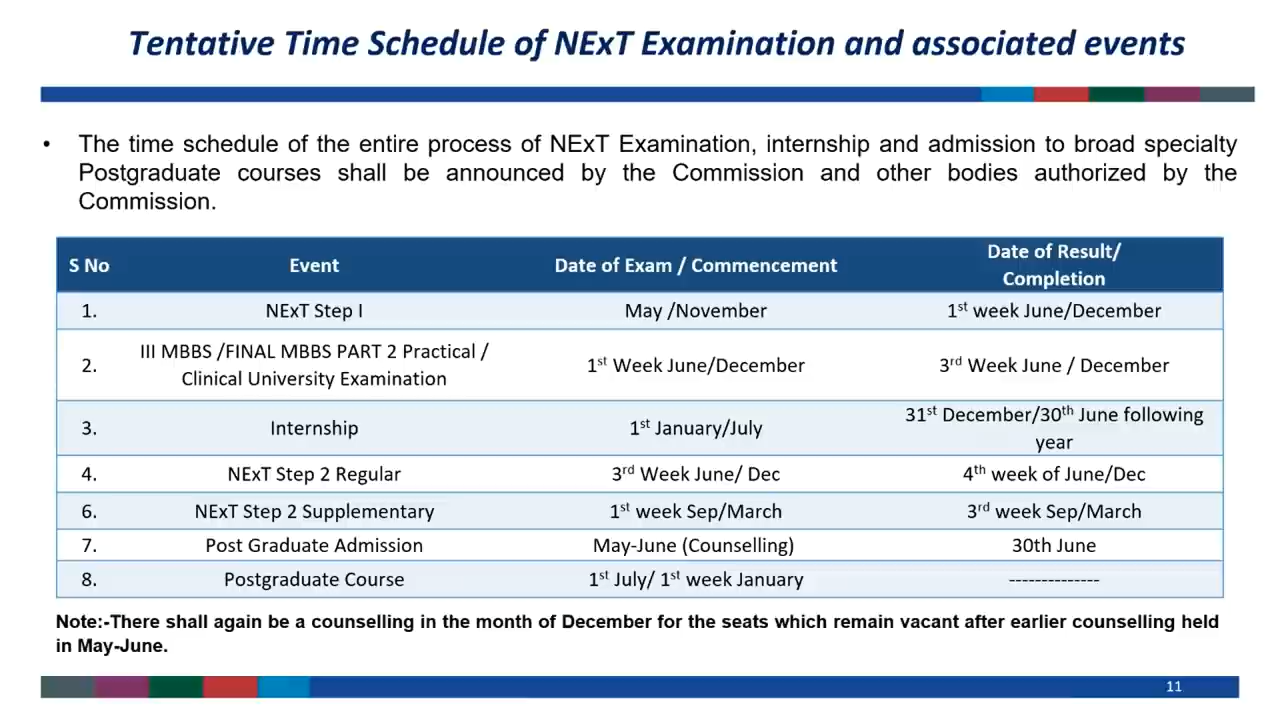 Tentative Time Schedule of NExT Examination and associated events
• The time schedule of the entire process of NExT Examination, internship and admission to broad specialty
Postgraduate courses shall be announced by the Commission and other bodies authorized by the
Commission.
S No Event Date of Exam / Commencement Date of Result/
Completion
1. NExT Step I May /November 1st week June/December
2. III MBBS /FINAL MBBS PART 2 Practical /
Clinical University Examination 1st Week June/December 3rd Week June / December
3. Internship 1st January/July 31st December/30th June following
year
4. NExT Step 2 Regular 3rd Week June/ Dec 4th week of June/Dec
6. NExT Step 2 Supplementary 1st week Sep/March 3rd week Sep/March
7. Post Graduate Admission May-June (Counselling) 30th June
8. Postgraduate Course 1st July/ 1st week January --------------
Note:-There shall again be a counselling in the month of December for the seats which remain vacant after earlier counselling held
in May-June.
11